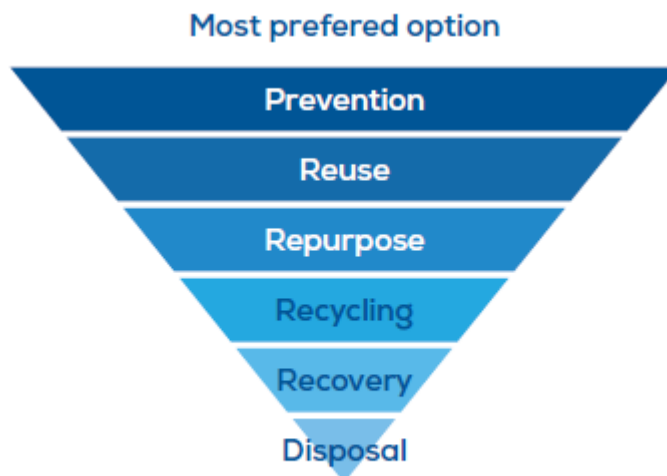 Most prefered option
Prevention
Reuse
Repurpose
Recycling
Recovery
Disposal